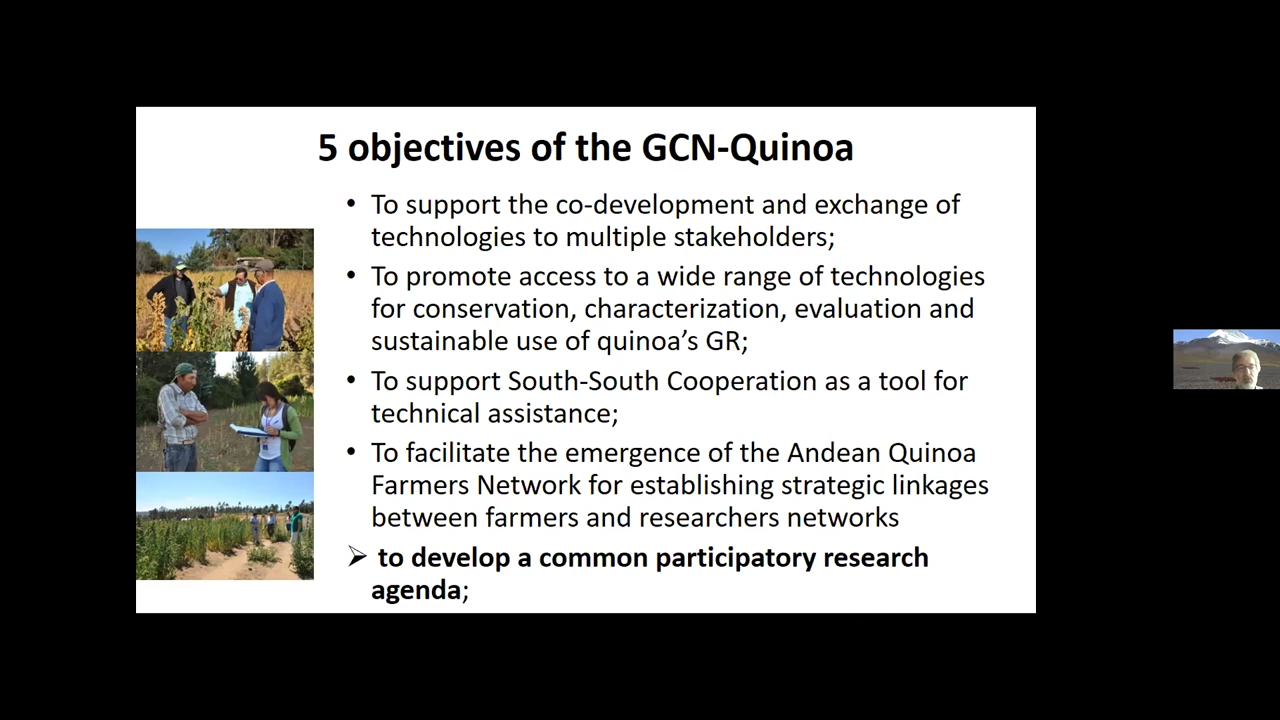 5 objectives of the GCN-Quinoa
• To support the co-development and exchange of
technologies to multiple stakeholders;
• To promote access to a wide range of technologies
for conservation, characterization, evaluation and
sustainable use of quinoa’s GR;
• To support South-South Cooperation as a tool for
technical assistance;
• To facilitate the emergence of the Andean Quinoa
Farmers Network for establishing strategic linkages
between farmers and researchers networks
➢ to develop a common participatory research
agenda;